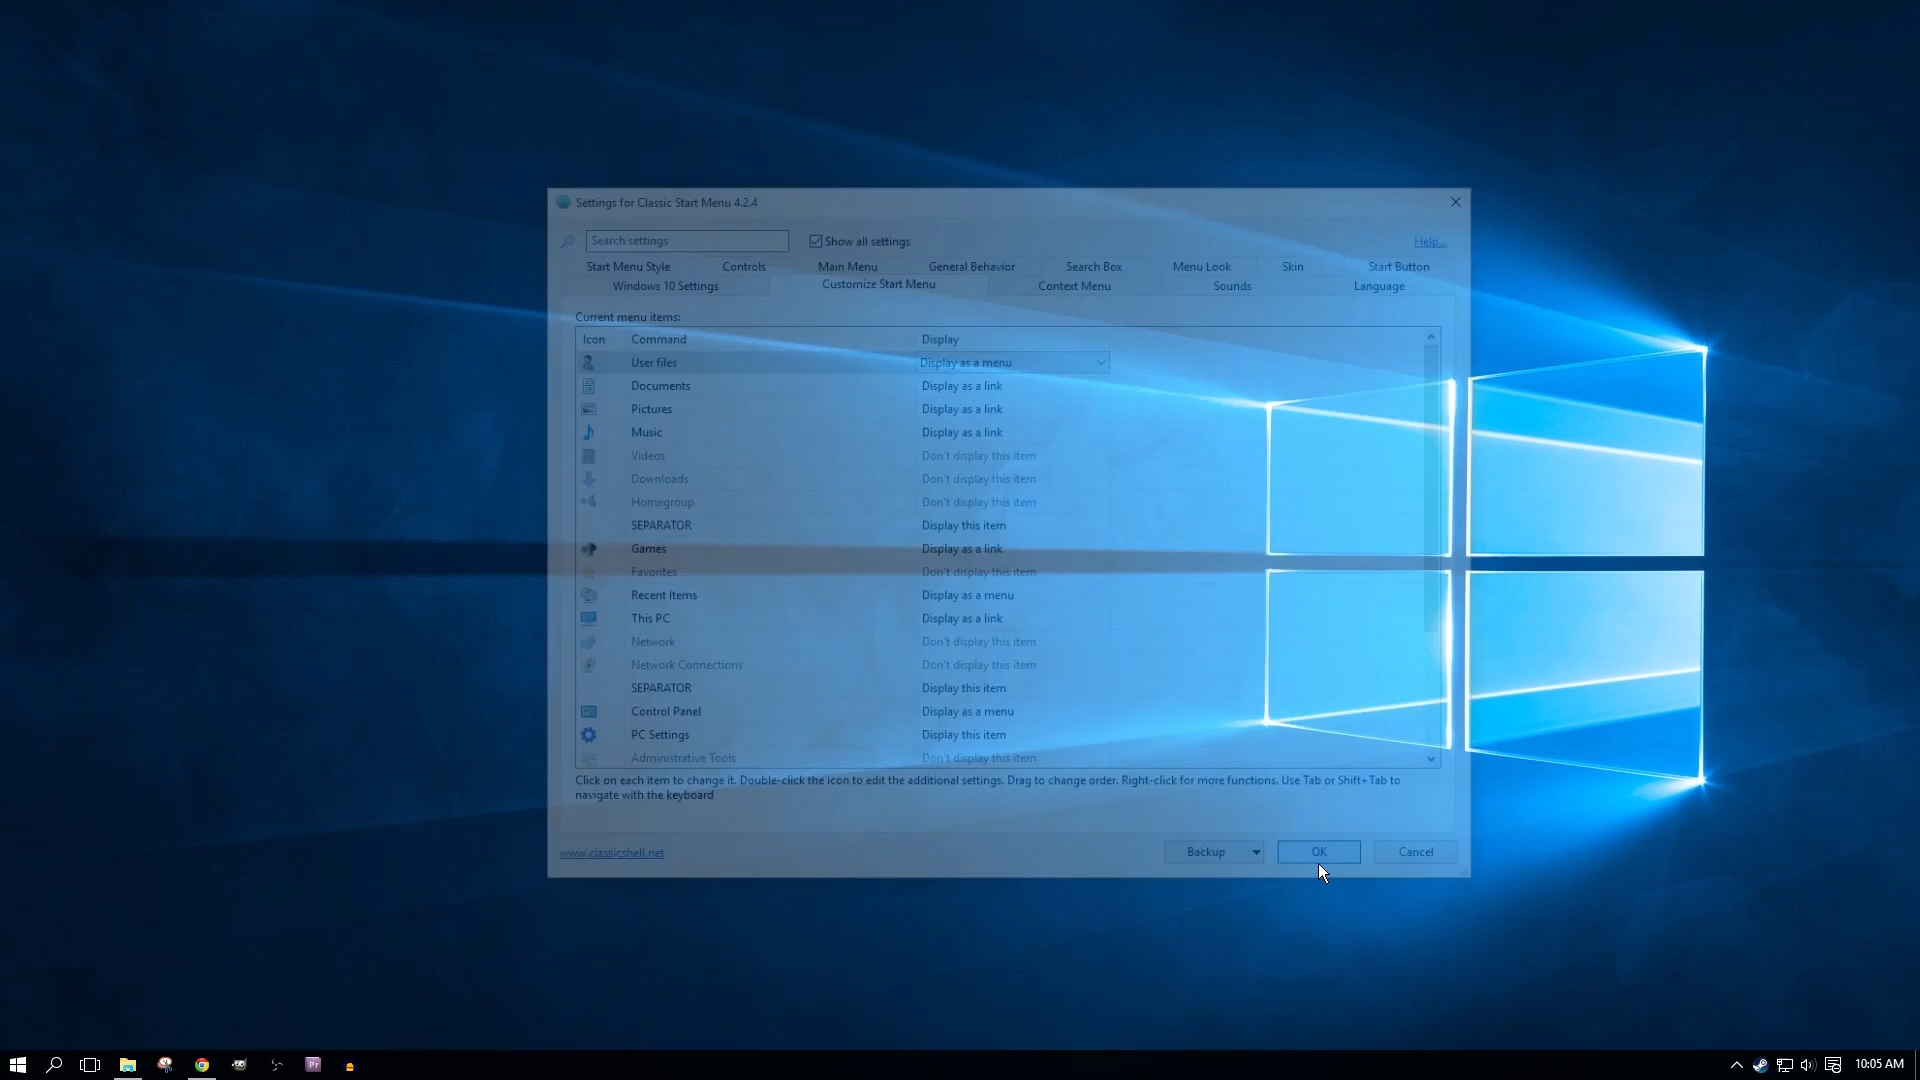 Settings for Classic Start Menu 4.2.4
Search settings
Show all settings
Help...
Start Menu Style Controls Main Menu General Behavior Search Box Menu Look Skin Start Button
Windows 10 Settings Customize Start Menu Context Menu Sounds Language
Current menu items:
Icon Command Display
User files Display as a menu
Documents Display as a link
Pictures Display as a link
Music Display as a link
Videos Don't display this item
Downloads Don't display this item
Homegroup Don't display this item
SEPARATOR Display this item
Games Display as a link
Favorites Don't display this item
Recent Items Display as a menu
This PC Display as a link
Network Don't display this item
Network Connections Don't display this item
SEPARATOR Display this item
Control Panel Display as a menu
PC Settings Display this item
Administrative Tools Don't display this item
Click on each item to change it. Double-click the icon to edit the additional settings. Drag to change order. Right-click for more functions. Use Tab or Shift+Tab to
navigate with the keyboard
www.classicshell.net
Backup OK Cancel
Pr
10:05 AM